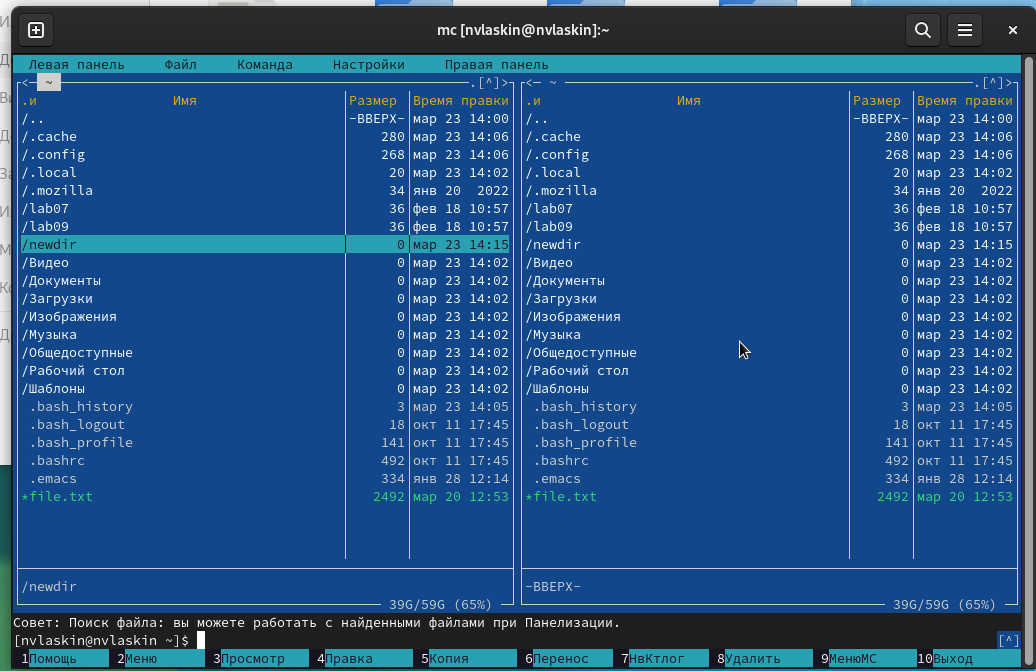 mc [nvlaskin@nvlaskin]:~
Левая панель Файл Команда Настройки Правая панель
<─ ~ .[^]> <─ ~ .[^]>
.и Имя Размер Время правки .и Имя Размер Время правки
/.. -ВВЕРХ- мар 23 14:00 /.. -ВВЕРХ- мар 23 14:00
/.cache 280 мар 23 14:06 /.cache 280 мар 23 14:06
/.config 268 мар 23 14:06 /.config 268 мар 23 14:06
/.local 20 мар 23 14:02 /.local 20 мар 23 14:02
/.mozilla 34 янв 20 2022 /.mozilla 34 янв 20 2022
/lab07 36 фев 18 10:57 /lab07 36 фев 18 10:57
/lab09 36 фев 18 10:57 /lab09 36 фев 18 10:57
/newdir 0 мар 23 14:15 /newdir 0 мар 23 14:15
/Видео 0 мар 23 14:02 /Видео 0 мар 23 14:02
/Документы 0 мар 23 14:02 /Документы 0 мар 23 14:02
/Загрузки 0 мар 23 14:02 /Загрузки 0 мар 23 14:02
/Изображения 0 мар 23 14:02 /Изображения 0 мар 23 14:02
/Музыка 0 мар 23 14:02 /Музыка 0 мар 23 14:02
/Общедоступные 0 мар 23 14:02 /Общедоступные 0 мар 23 14:02
/Рабочий стол 0 мар 23 14:02 /Рабочий стол 0 мар 23 14:02
/Шаблоны 0 мар 23 14:02 /Шаблоны 0 мар 23 14:02
.bash_history 3 мар 23 14:05 .bash_history 3 мар 23 14:05
.bash_logout 18 окт 11 17:45 .bash_logout 18 окт 11 17:45
.bash_profile 141 окт 11 17:45 .bash_profile 141 окт 11 17:45
.bashrc 492 окт 11 17:45 .bashrc 492 окт 11 17:45
.emacs 334 янв 28 12:14 .emacs 334 янв 28 12:14
*file.txt 2492 мар 20 12:53 *file.txt 2492 мар 20 12:53
/newdir -ВВЕРХ-
39G/59G (65%) 39G/59G (65%)
Совет: Поиск файла: вы можете работать с найденными файлами при Панелизации.
[nvlaskin@nvlaskin ~]$ [^]
1Помощь 2Меню 3Просмотр 4Правка 5Копия 6Перенос 7НвКтлог 8Удалить 9МенюМС 10Выход